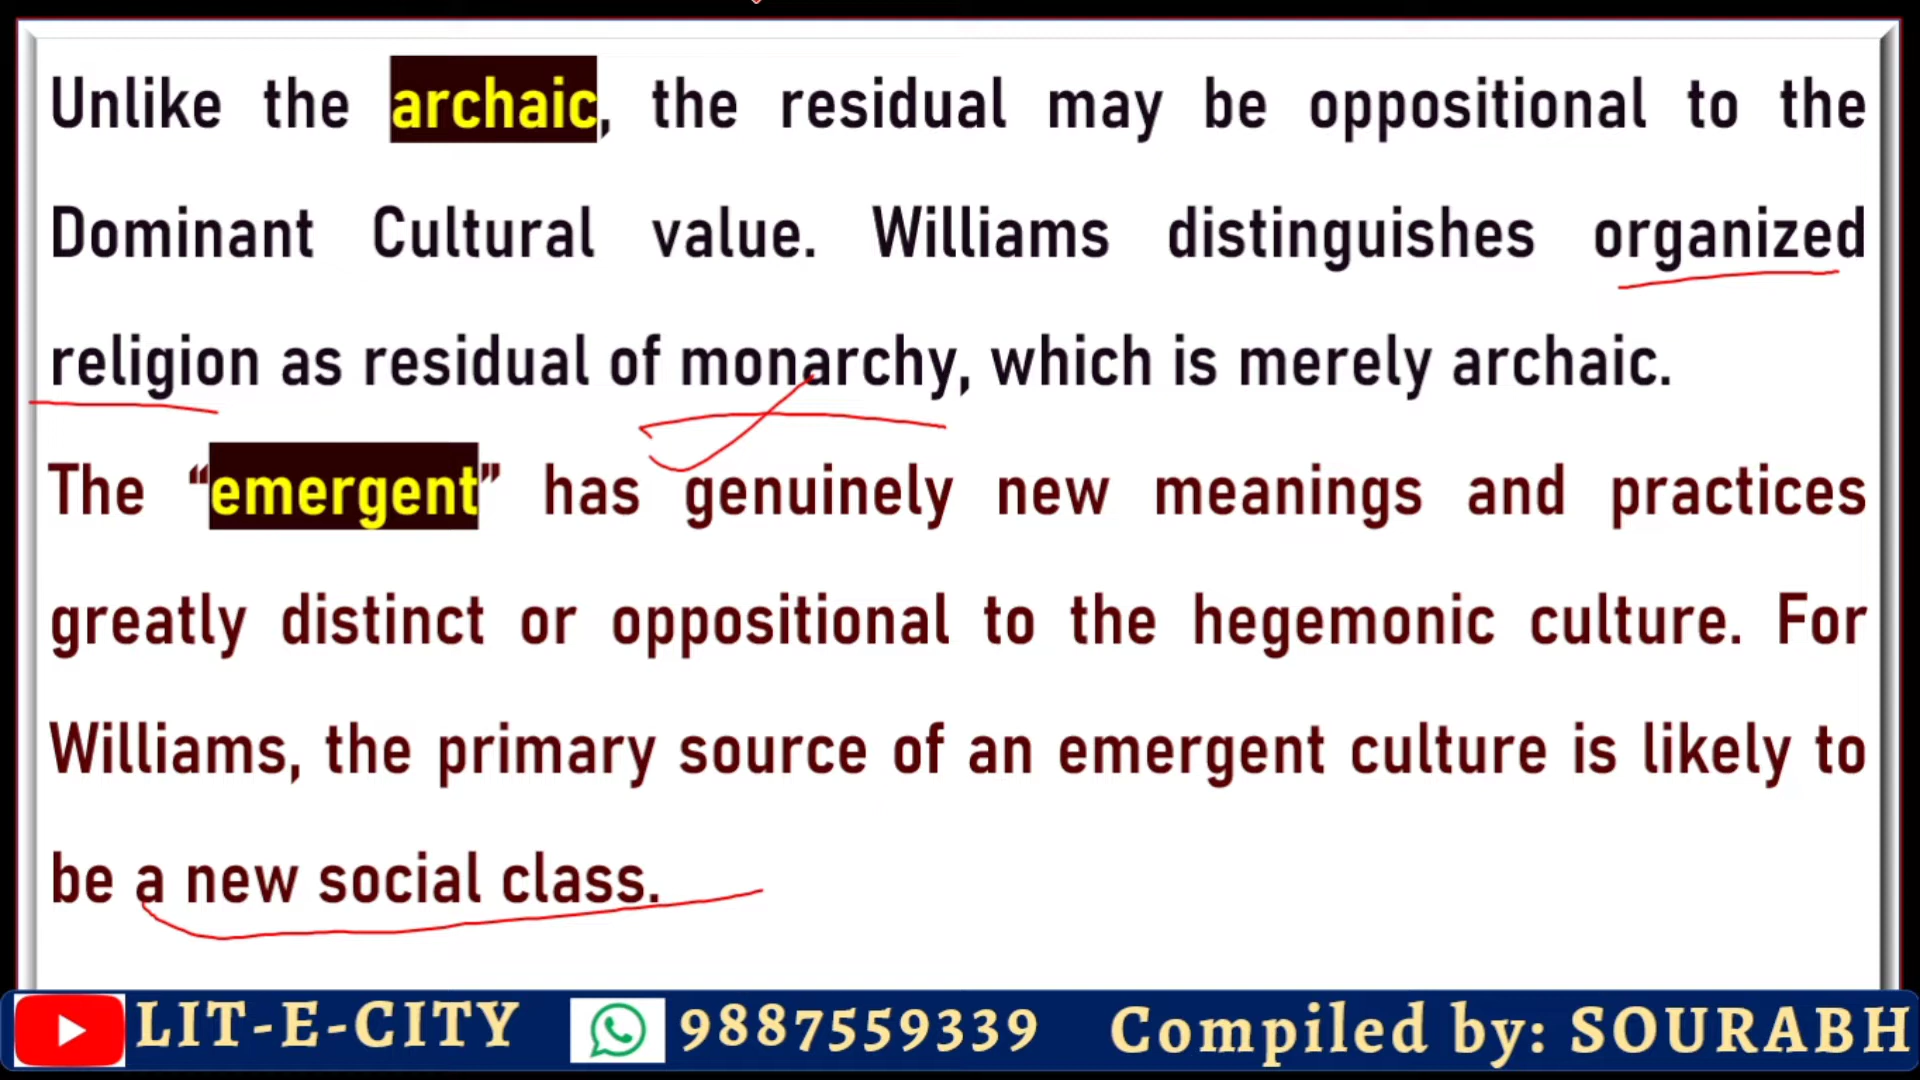 Unlike the archaic, the residual may be oppositional to the
Dominant Cultural value. Williams distinguishes organized
religion as residual of monarchy, which is merely archaic.
The “emergent” has genuinely new meanings and practices
greatly distinct or oppositional to the hegemonic culture. For
Williams, the primary source of an emergent culture is likely to
be a new social class.
LIT-E-CITY 9887559339 Compiled by: SOURABH